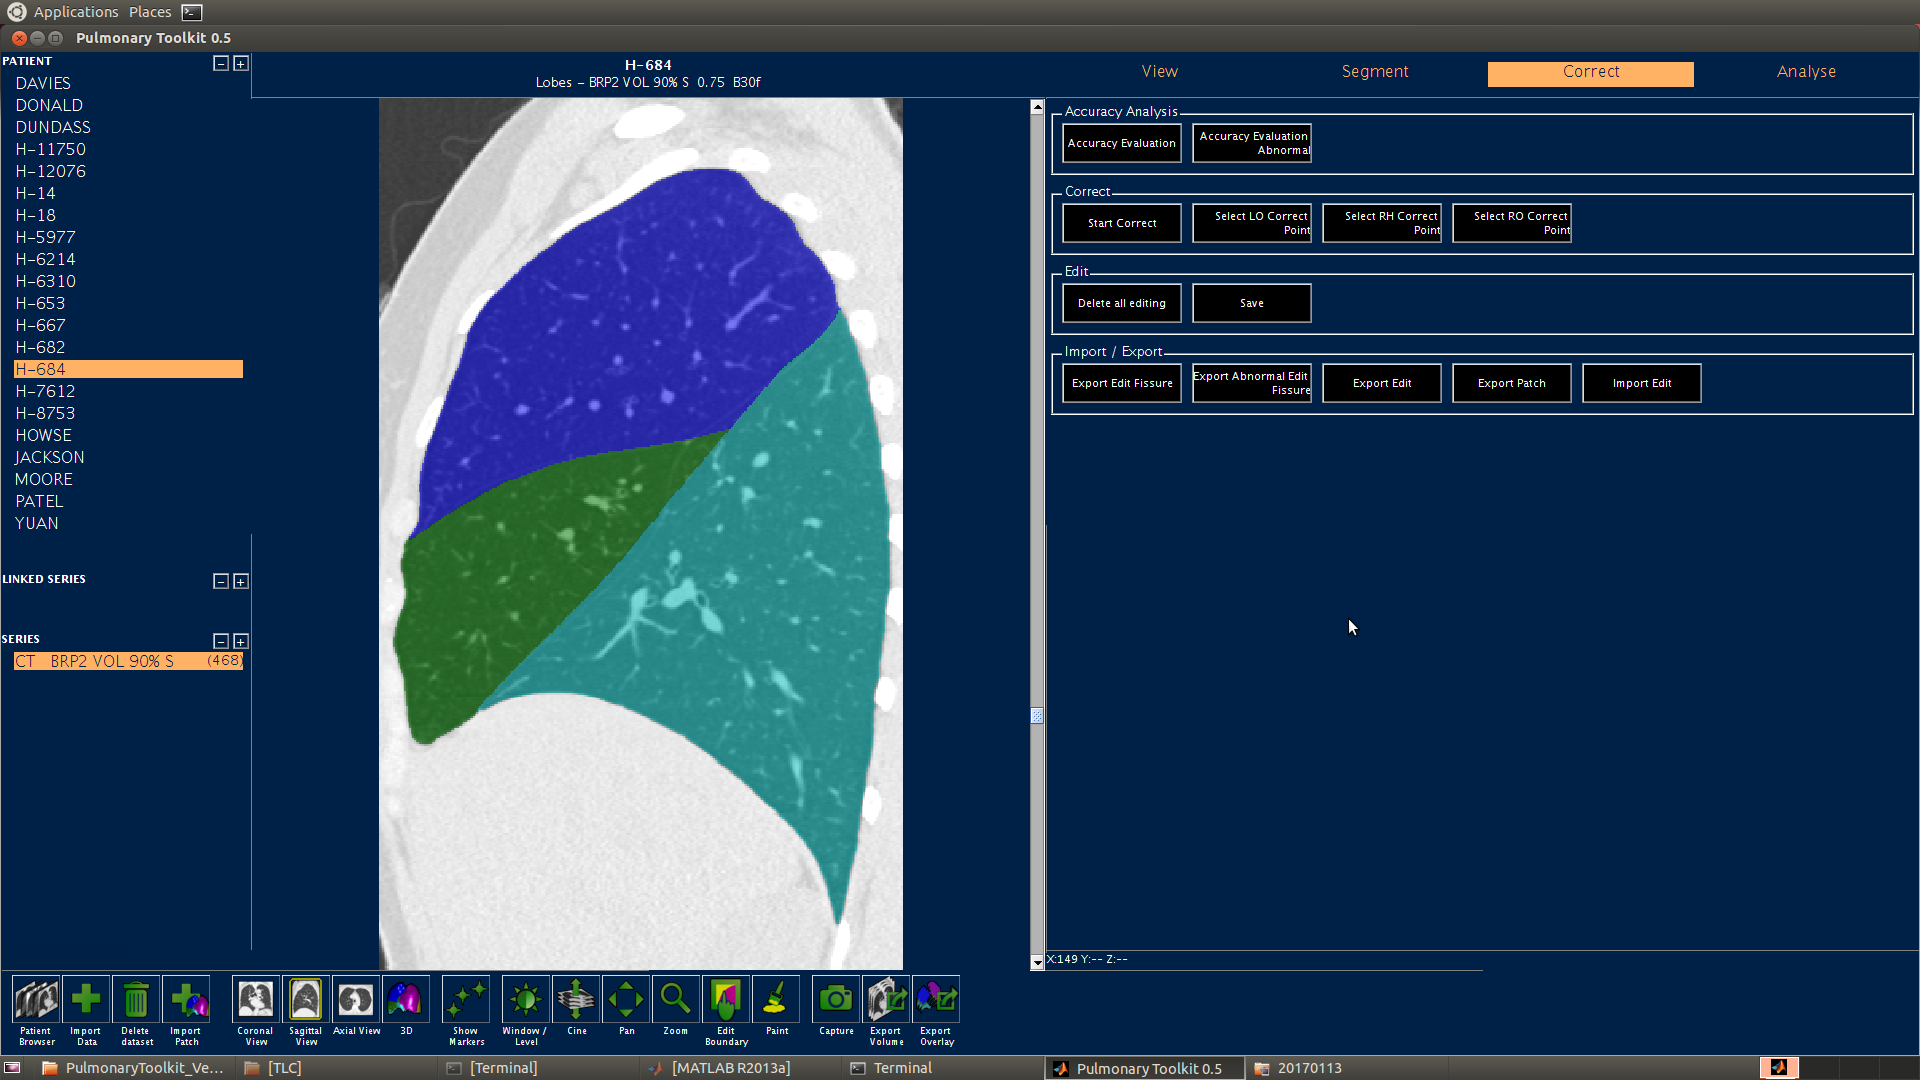 Applications Places
Pulmonary Toolkit 0.5
PATIENT
DAVIES
DONALD
DUNDASS
H-11750
H-12076
H-14
H-18
H-5977
H-6214
H-6310
H-653
H-667
H-682
H-684
H-7612
H-8753
HOWSE
JACKSON
MOORE
PATEL
YUAN
LINKED SERIES
SERIES
CT BRP2 VOL 90% S (468)
H-684
Lobes - BRP2 VOL 90% S 0.75 B30f
View Segment Correct Analyse
Accuracy Analysis
Accuracy Evaluation
Accuracy Evaluation
Abnormal
Correct
Start Correct
Select LO Correct
Point
Select RH Correct
Point
Select RO Correct
Point
Edit
Delete all editing
Save
Import / Export
Export Edit Fissure
Export Abnormal Edit
Fissure
Export Edit
Export Patch
Import Edit
X:149 Y:-- Z:--
Patient
Browser
Import
Data
Delete
dataset
Import
Patch
Coronal
View
Sagittal
View
Axial View
3D
Show
Markers
Window /
Level
Cine
Pan
Zoom
Edit
Boundary
Paint
Capture
Export
Volume
Export
Overlay
PulmonaryToolkit_Ve...
[TLC]
[Terminal]
[MATLAB R2013a]
Terminal
Pulmonary Toolkit 0.5
20170113